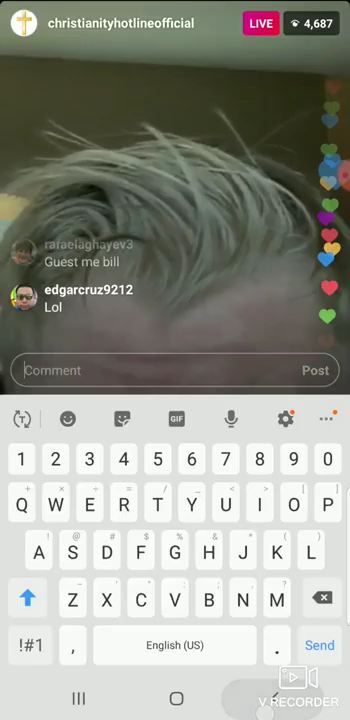 christianityhotlineofficial LIVE 4,687
rafaelaghayev3
Guest me bill
edgarcruz9212
Lol
Comment Post
T GIF
1 2 3 4 5 6 7 8 9 0
+ × ÷ = / _ < > [ ]
Q W E R T Y U I O P
! @ # $ % ^ & * ( )
A S D F G H J K L
- ' " : ; , ?
Z X C V B N M
!#1 , English (US) . Send
V RECORDER